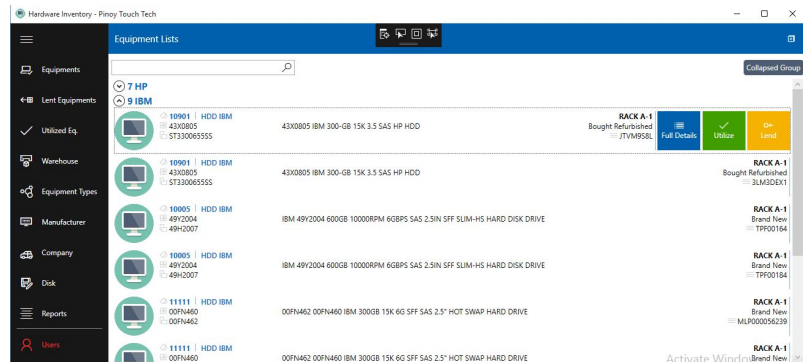 Hardware Inventory - Pinoy Touch Tech
Equipment Lists
Equipments
Lent Equipments
Utilized Eq.
Warehouse
Equipment Types
Manufacturer
Company
Disk
Reports
Users
Collapsed Group
7 HP
9 IBM
10901 | HDD IBM
43X0805
ST3300655SS
43X0805 IBM 300-GB 15K 3.5 SAS HP HDD
RACK A-1
Bought Refurbished
JTVM9S8L
Full Details
Utilize
Lend
10901 | HDD IBM
43X0805
ST3300655SS
43X0805 IBM 300-GB 15K 3.5 SAS HP HDD
RACK A-1
Bought Refurbished
3LM3DEX1
10005 | HDD IBM
49Y2004
49H2007
IBM 49Y2004 600GB 10000RPM 6GBPS SAS 2.5IN SFF SLIM-HS HARD DISK DRIVE
RACK A-1
Brand New
TPF00164
10005 | HDD IBM
49Y2004
49H2007
IBM 49Y2004 600GB 10000RPM 6GBPS SAS 2.5IN SFF SLIM-HS HARD DISK DRIVE
RACK A-1
Brand New
TPF00184
11111 | HDD IBM
00FN460
00FN462
00FN462 00FN460 IBM 300GB 15K 6G SFF SAS 2.5" HOT SWAP HARD DRIVE
RACK A-1
Brand New
MLP000056239
11111 | HDD IBM
00FN460
00FN462 00FN460 IBM 300GB 15K 6G SFF SAS 2.5" HOT SWAP HARD DRIVE
RACK A-1
Brand New
Activate Windo